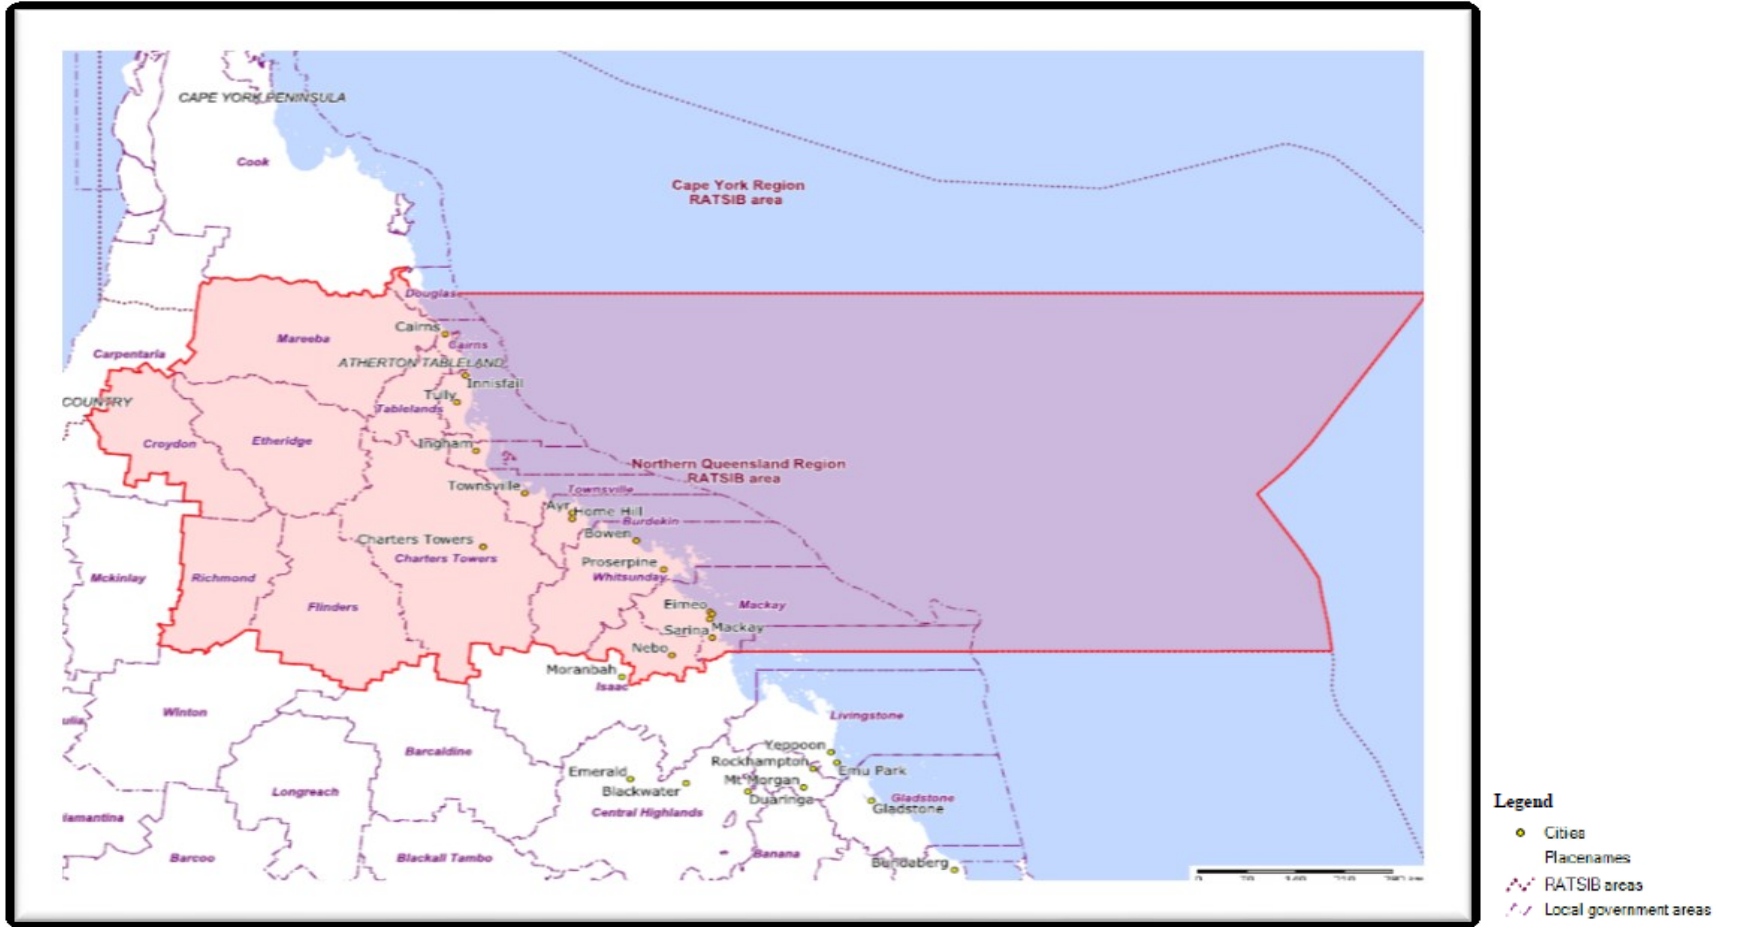 CAPE YORK PENINSULA
Cook
Cape York Region
RATSIB area
Douglas
Cairns
Mareeba
Cairns
Carpentaria
ATHERTON TABLELAND
Innisfail
Tully
COUNTRY
Tablelands
Croydon
Etheridge
Ingham
Northern Queensland Region
RATSIB area
Townsville
Townsville
Ayr
Home Hill
Burdekin
Bowen
Charters Towers
Charters Towers
Proserpine
Mckinlay
Richmond
Whitsunday
Flinders
Eimeo
Mackay
Sarina
Mackay
Nebo
Moranbah
Isaac
Winton
ulia
Livingstone
Barcaldine
Yeppoon
Rockhampton
Emerald
Emu Park
Mt Morgan
Blackwater
Longreach
Duaringa
Gladstone
Gladstone
Central Highlands
iamantina
Banana
Barcoo
Blackall Tambo
Bundaberg
Legend
Cities
Placenames
RATSIB areas
Local government areas